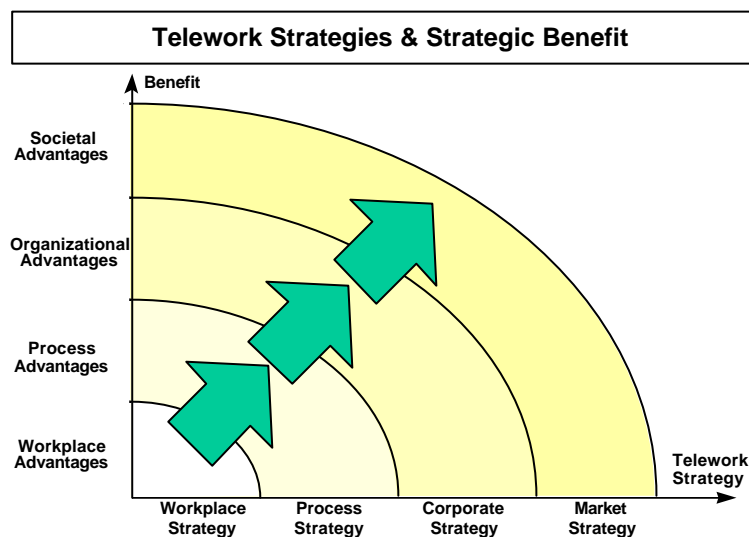 Telework Strategies & Strategic Benefit
Benefit
Societal
Advantages
Organizational
Advantages
Process
Advantages
Workplace
Advantages
Telework
Strategy
Workplace
Strategy
Process
Strategy
Corporate
Strategy
Market
Strategy